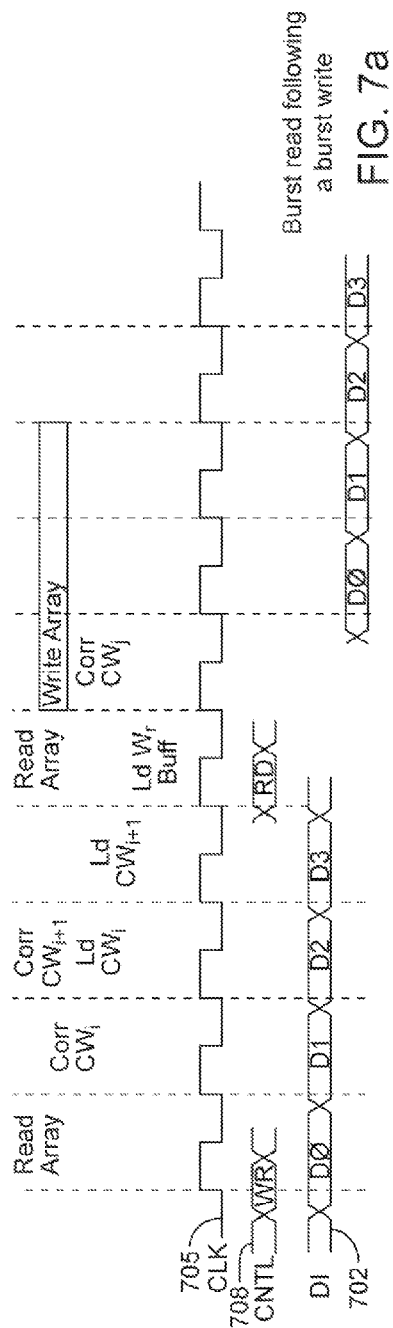 Read
Array
Corr
CWi
Corr
CWi+1
Ld
CWi
Ld
CWi+1
Read
Array
Ld Wr
Buff
Write Array
Corr
CWj
705
CLK
708
CNTL
WR
RD
DI
702
DØ
D1
D2
D3
DØ
D1
D2
D3
Burst read following
a burst write
FIG. 7a